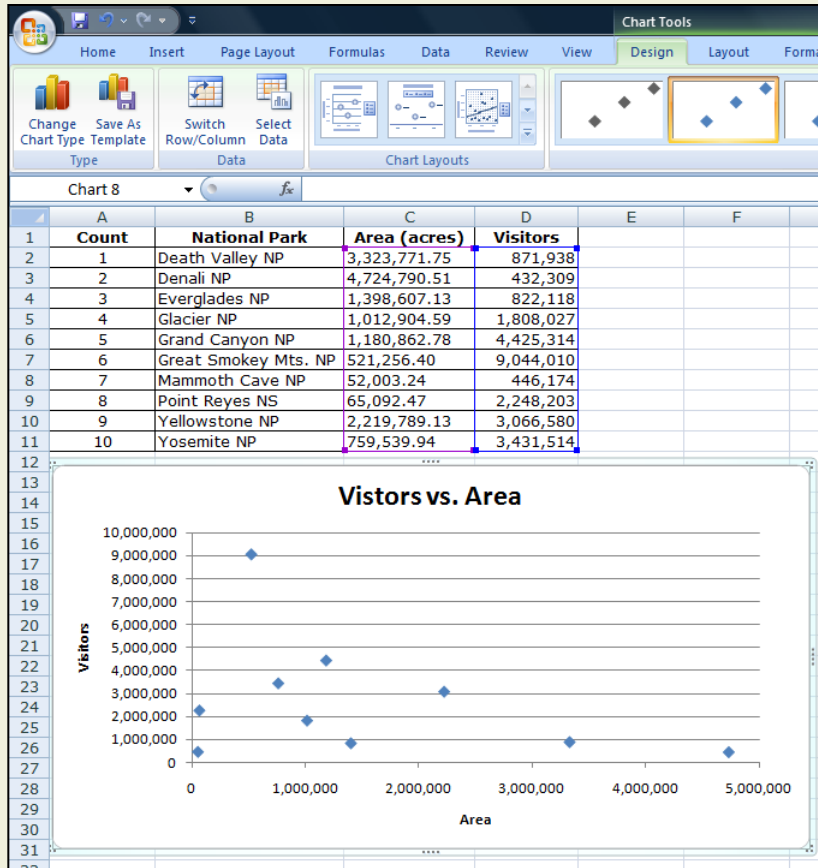 Chart Tools
Home Insert Page Layout Formulas Data Review View Design Layout Forma
Change Chart Type Save As Template Switch Row/Column Select Data
Type Data Chart Layouts
Chart 8 fx
A B C D E F
1 Count National Park Area (acres) Visitors
2 1 Death Valley NP 3,323,771.75 871,938
3 2 Denali NP 4,724,790.51 432,309
4 3 Everglades NP 1,398,607.13 822,118
5 4 Glacier NP 1,012,904.59 1,808,027
6 5 Grand Canyon NP 1,180,862.78 4,425,314
7 6 Great Smokey Mts. NP 521,256.40 9,044,010
8 7 Mammoth Cave NP 52,003.24 446,174
9 8 Point Reyes NS 65,092.47 2,248,203
10 9 Yellowstone NP 2,219,789.13 3,066,580
11 10 Yosemite NP 759,539.94 3,431,514
12
13
14
15
16
17
18
19
20
21
22
23
24
25
26
27
28
29
30
31
Vistors vs. Area
10,000,000
9,000,000
8,000,000
7,000,000
6,000,000
5,000,000
4,000,000
3,000,000
2,000,000
1,000,000
0
Visitors
0 1,000,000 2,000,000 3,000,000 4,000,000 5,000,000
Area